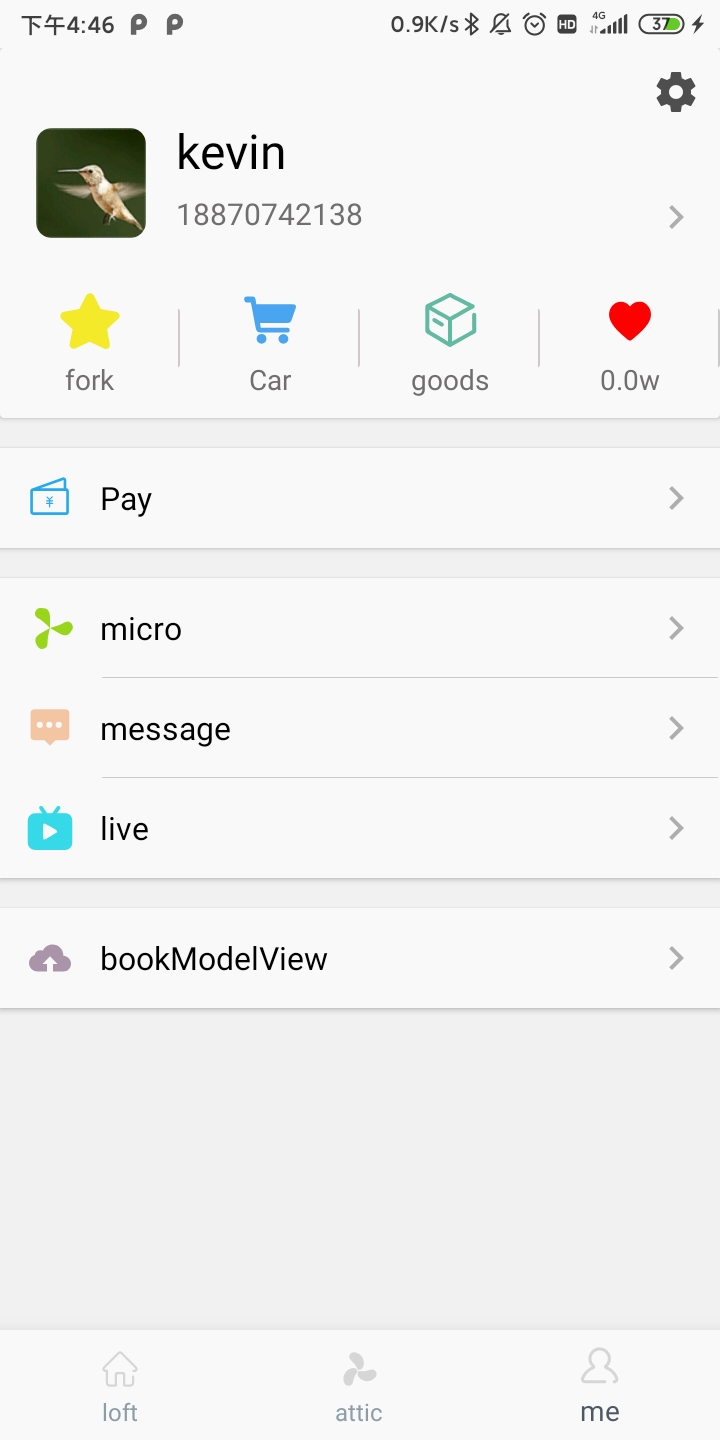 下午4:46 0.9K/s HD 4G 37
kevin
18870742138
fork Car goods 0.0w
¥ Pay
micro
message
live
bookModelView
loft attic me